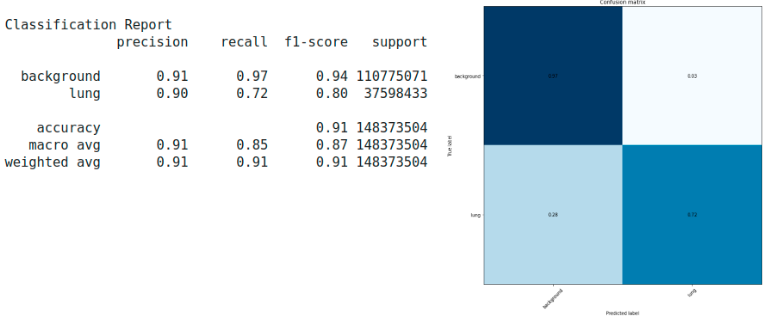 Classification Report
precision recall f1-score support
background 0.91 0.97 0.94 110775071
lung 0.90 0.72 0.80 37598433
accuracy 0.91 148373504
macro avg 0.91 0.85 0.87 148373504
weighted avg 0.91 0.91 0.91 148373504
Confusion matrix
background 0.97 0.03
True label
lung 0.28 0.72
background lung
Predicted label